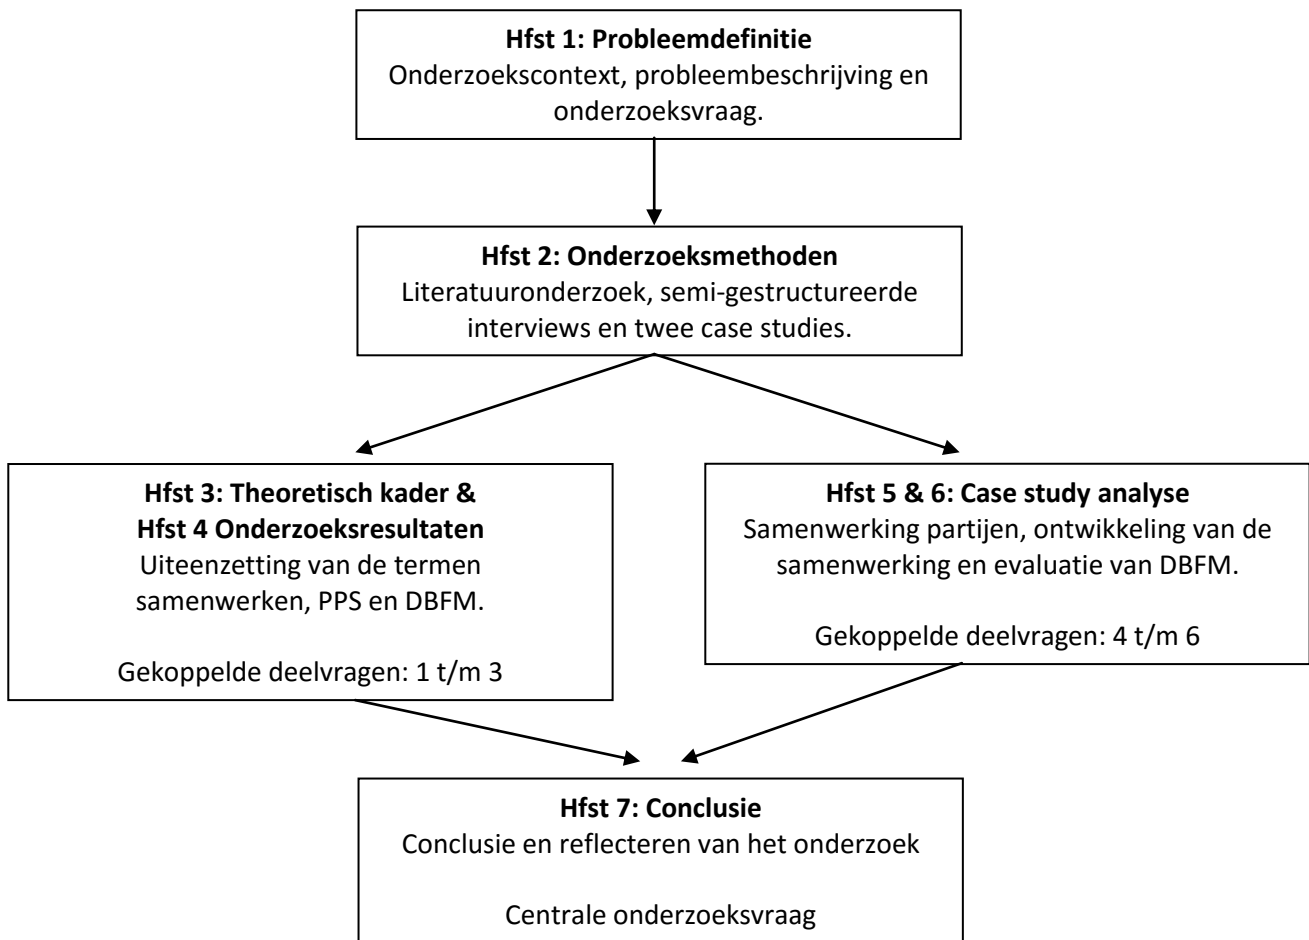 Hfst 1: Probleemdefinitie
Onderzoekscontext, probleembeschrijving en
onderzoeksvraag.
Hfst 2: Onderzoeksmethoden
Literatuuronderzoek, semi-gestructureerde
interviews en twee case studies.
Hfst 3: Theoretisch kader &
Hfst 4 Onderzoeksresultaten
Uiteenzetting van de termen
samenwerken, PPS en DBFM.
Gekoppelde deelvragen: 1 t/m 3
Hfst 5 & 6: Case study analyse
Samenwerking partijen, ontwikkeling van de
samenwerking en evaluatie van DBFM.
Gekoppelde deelvragen: 4 t/m 6
Hfst 7: Conclusie
Conclusie en reflecteren van het onderzoek
Centrale onderzoeksvraag